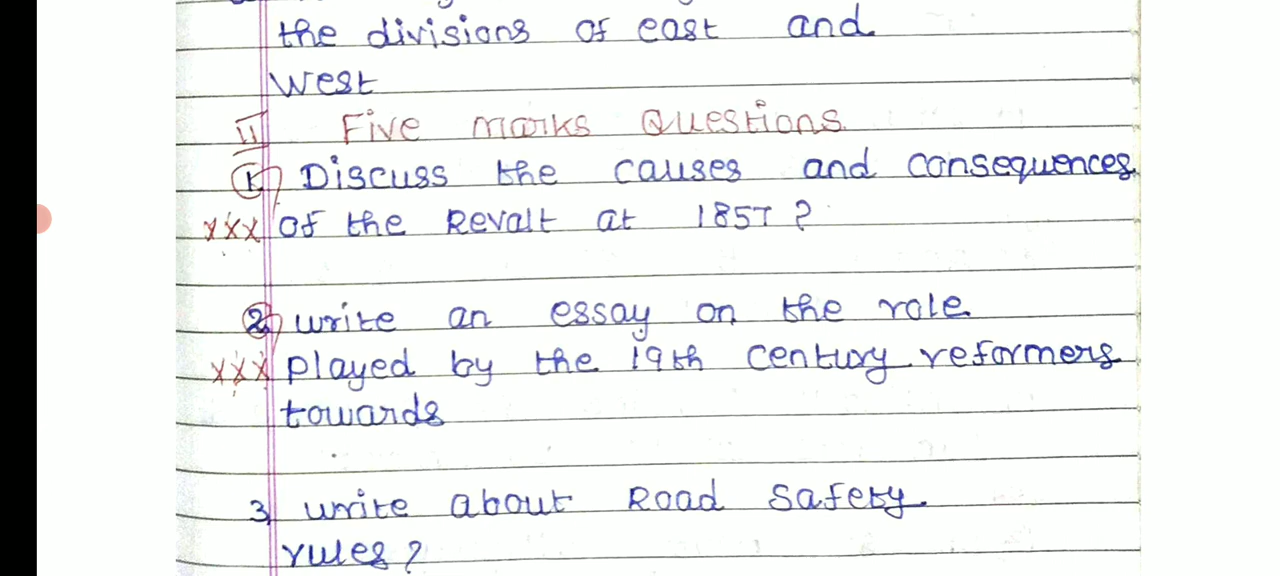 the divisions of east and
West
II Five marks Questions.
1) Discuss the causes and consequences
xxx of the Revalt at 1857 ?
2) write an essay on the role
xxx played by the 19th century reformers
towards
3) write about Road safety
rules ?